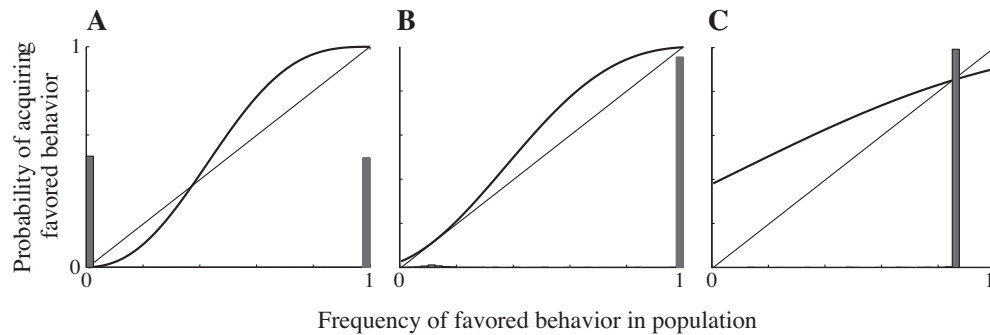 A
B
C
Probability of acquiring
favored behavior
1
0
0
1
0
1
0
1
Frequency of favored behavior in population